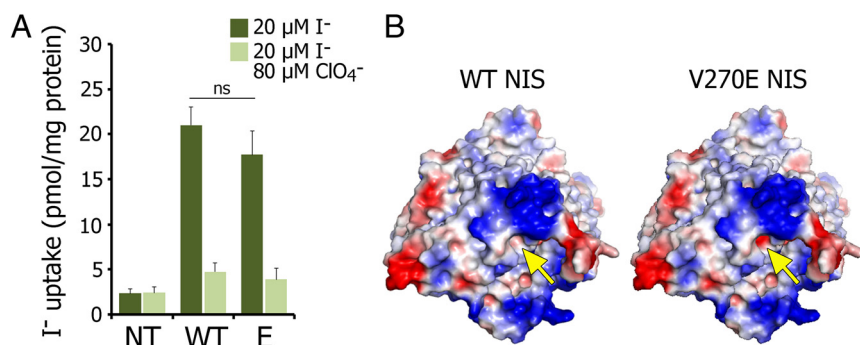 A
B
20 μM I⁻
20 μM I⁻
80 μM ClO₄⁻
ns
I⁻ uptake (pmol/mg protein)
30
25
20
15
10
5
0
NT
WT
E
WT NIS
V270E NIS